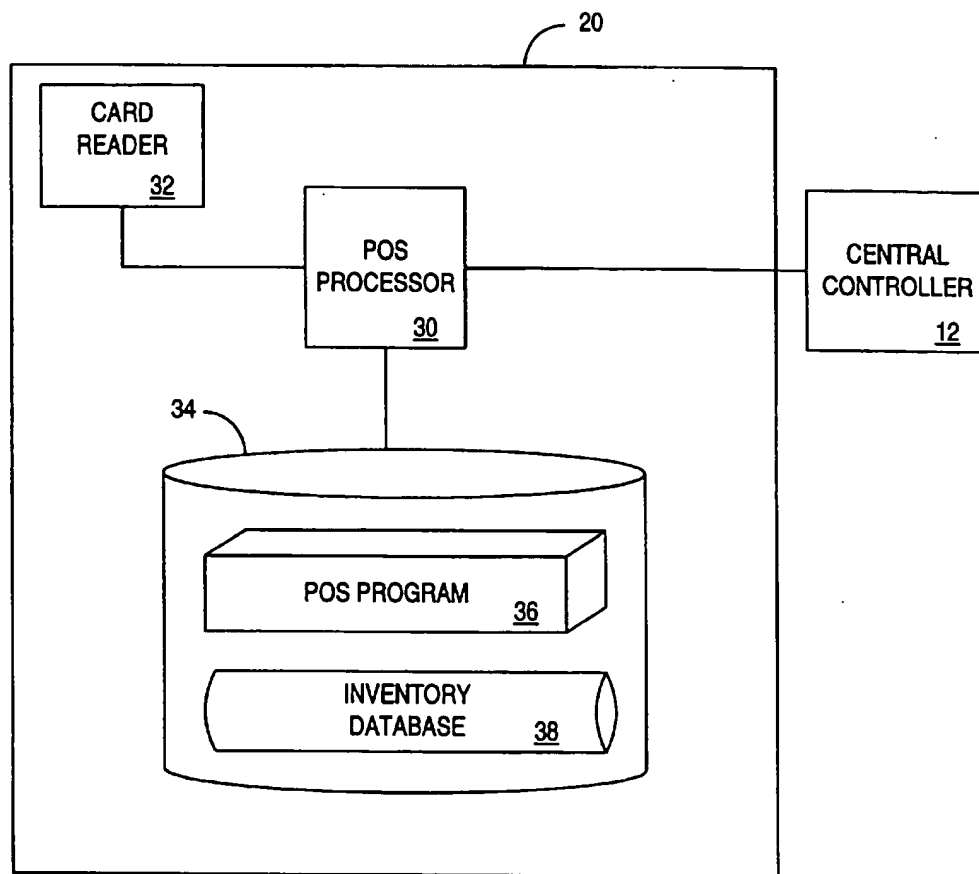 20
CARD
READER
32
POS
PROCESSOR
30
CENTRAL
CONTROLLER
12
34
POS PROGRAM
36
INVENTORY
DATABASE
38